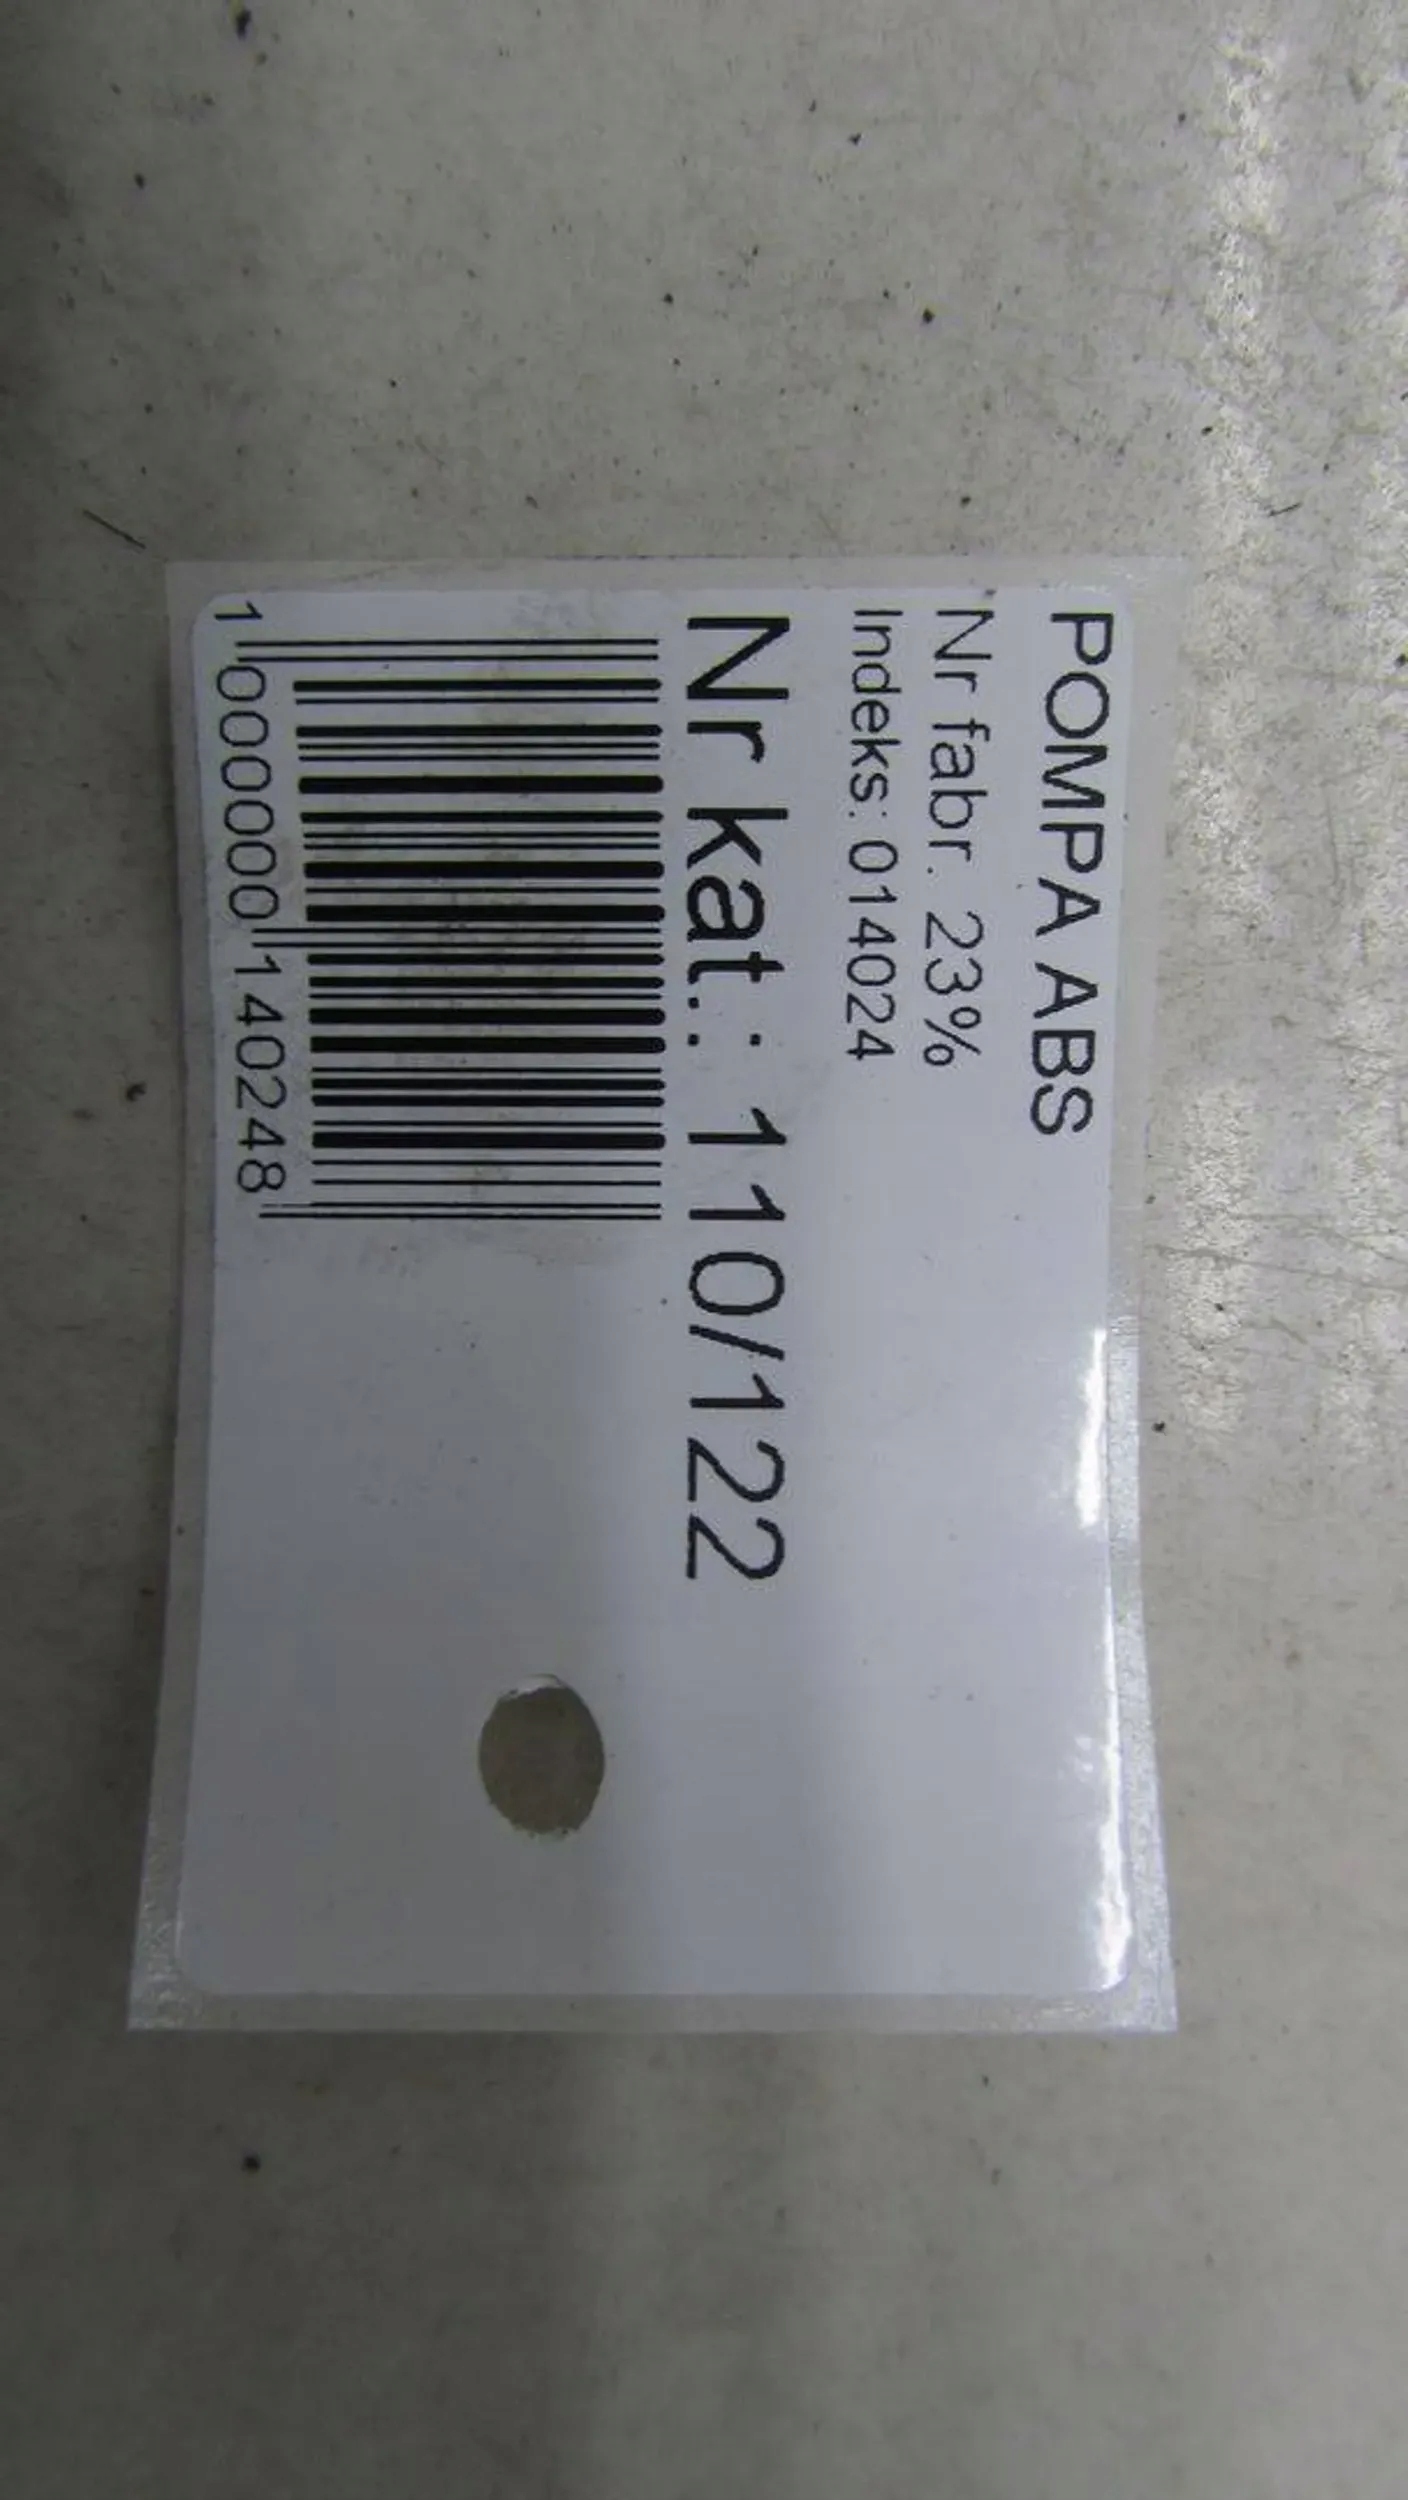 POMPA ABS
Nr fabr. 23%
Indeks: 014024
Nr kat.: 110/122
1 000000 140248